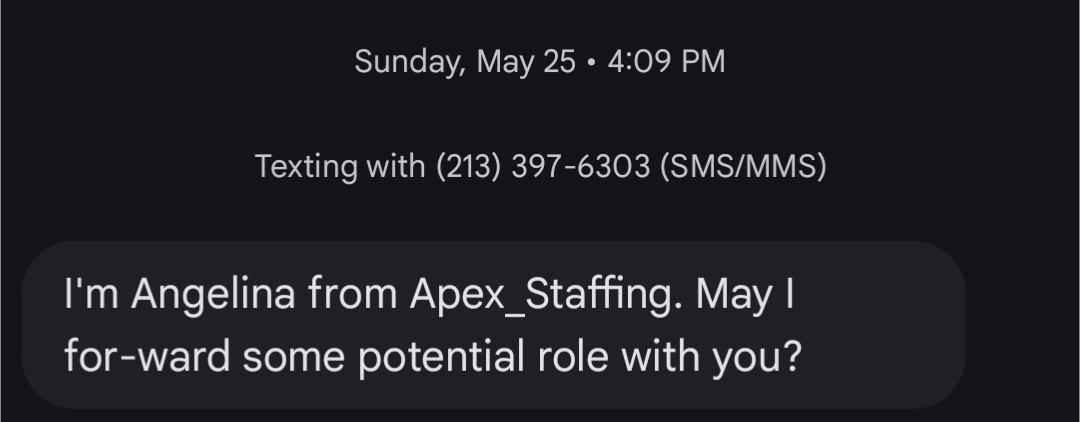 Sunday, May 25 • 4:09 PM
Texting with (213) 397-6303 (SMS/MMS)
I'm Angelina from Apex_Staffing. May I
for-ward some potential role with you?